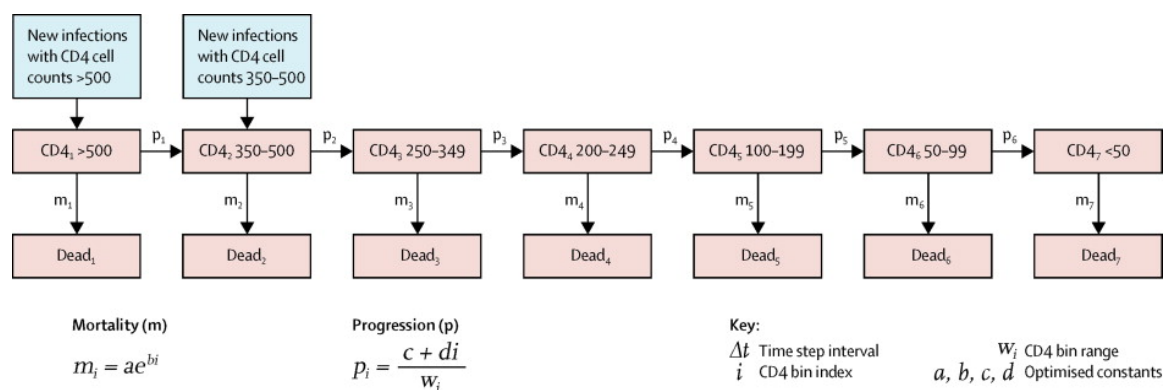 New infections
with CD4 cell
counts >500
New infections
with CD4 cell
counts 350–500
CD4₁ >500
p₁
CD4₂ 350–500
p₂
CD4₃ 250–349
p₃
CD4₄ 200–249
p₄
CD4₅ 100–199
p₅
CD4₆ 50–99
p₆
CD4₇ <50
m₁
m₂
m₃
m₄
m₅
m₆
m₇
Dead₁
Dead₂
Dead₃
Dead₄
Dead₅
Dead₆
Dead₇
Mortality (m)
mᵢ = ae^{bi}
Progression (p)
pᵢ = (c + di) / wᵢ
Key:
Δt Time step interval
i CD4 bin index
wᵢ CD4 bin range
a, b, c, d Optimised constants